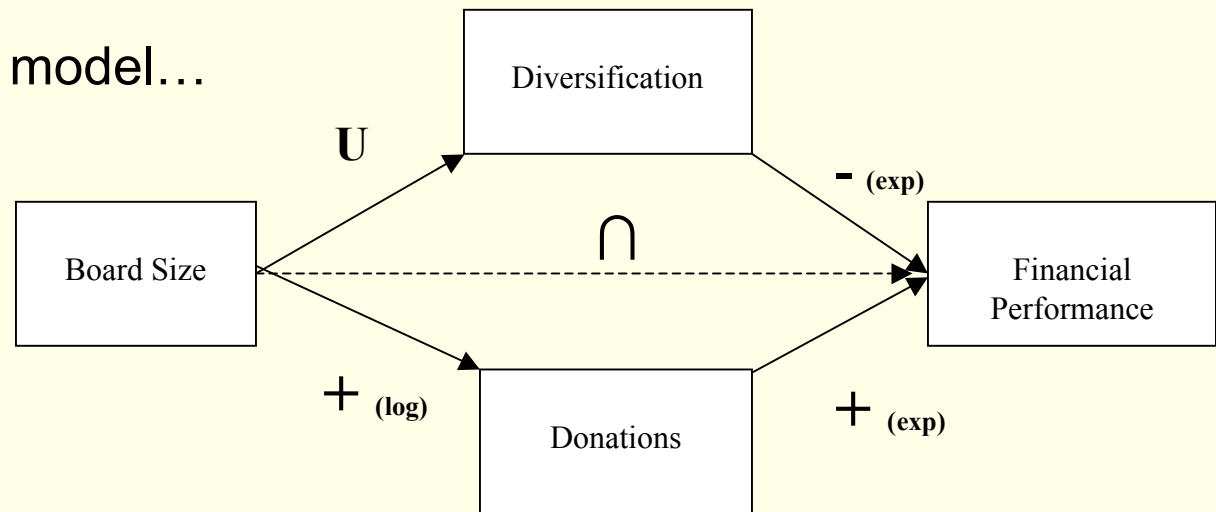 model…
Diversification
U
- (exp)
∩
Board Size
Financial
Performance
+ (log)
+ (exp)
Donations